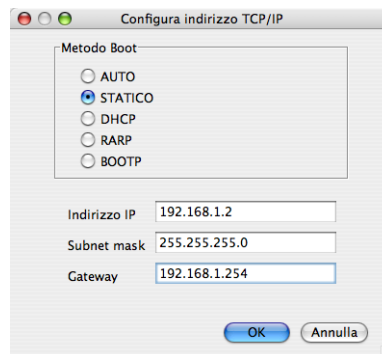 Configura indirizzo TCP/IP
Metodo Boot
AUTO
STATICO
DHCP
RARP
BOOTP
Indirizzo IP 192.168.1.2
Subnet mask 255.255.255.0
Gateway 192.168.1.254
OK Annulla